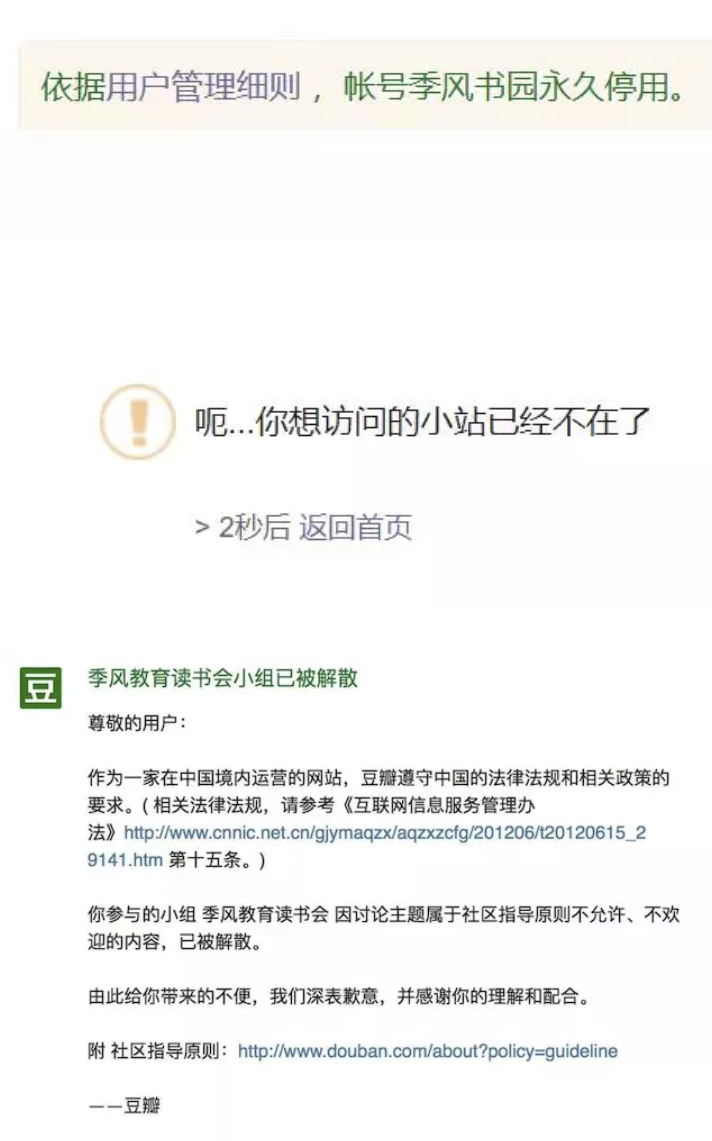 依据用户管理细则，帐号季风书园永久停用。
呃...你想访问的小站已经不在了
> 2秒后 返回首页
豆 季风教育读书会小组已被解散
尊敬的用户：
作为一家在中国境内运营的网站，豆瓣遵守中国的法律法规和相关政策的
要求。( 相关法律法规，请参考《互联网信息服务管理办
法》http://www.cnnic.net.cn/gjymaqzx/aqzxzcfg/201206/t20120615_2
9141.htm 第十五条。)
你参与的小组 季风教育读书会 因讨论主题属于社区指导原则不允许、不欢
迎的内容，已被解散。
由此给你带来的不便，我们深表歉意，并感谢你的理解和配合。
附 社区指导原则：http://www.douban.com/about?policy=guideline
——豆瓣